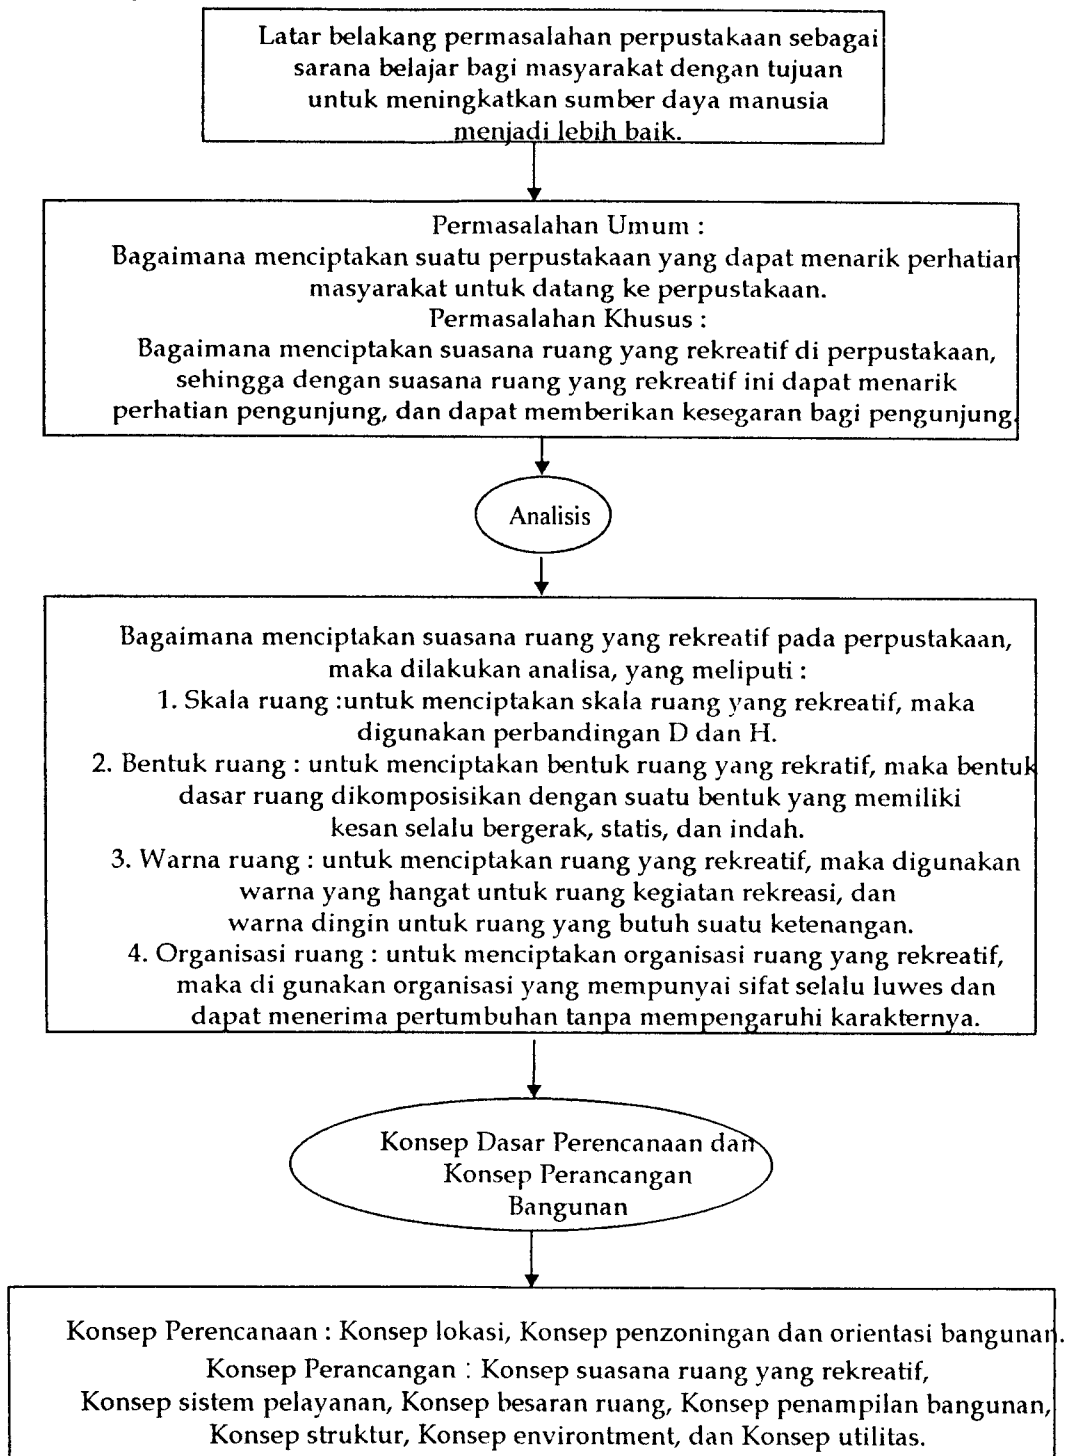 Latar belakang permasalahan perpustakaan sebagai
sarana belajar bagi masyarakat dengan tujuan
untuk meningkatkan sumber daya manusia
menjadi lebih baik.
Permasalahan Umum :
Bagaimana menciptakan suatu perpustakaan yang dapat menarik perhatian
masyarakat untuk datang ke perpustakaan.
Permasalahan Khusus :
Bagaimana menciptakan suasana ruang yang rekreatif di perpustakaan,
sehingga dengan suasana ruang yang rekreatif ini dapat menarik
perhatian pengunjung, dan dapat memberikan kesegaran bagi pengunjung.
Analisis
Bagaimana menciptakan suasana ruang yang rekreatif pada perpustakaan,
maka dilakukan analisa, yang meliputi :
1. Skala ruang :untuk menciptakan skala ruang yang rekreatif, maka
digunakan perbandingan D dan H.
2. Bentuk ruang : untuk menciptakan bentuk ruang yang rekratif, maka bentuk
dasar ruang dikomposisikan dengan suatu bentuk yang memiliki
kesan selalu bergerak, statis, dan indah.
3. Warna ruang : untuk menciptakan ruang yang rekreatif, maka digunakan
warna yang hangat untuk ruang kegiatan rekreasi, dan
warna dingin untuk ruang yang butuh suatu ketenangan.
4. Organisasi ruang : untuk menciptakan organisasi ruang yang rekreatif,
maka di gunakan organisasi yang mempunyai sifat selalu luwes dan
dapat menerima pertumbuhan tanpa mempengaruhi karakternya.
Konsep Dasar Perencanaan dan
Konsep Perancangan
Bangunan
Konsep Perencanaan : Konsep lokasi, Konsep penzoningan dan orientasi bangunan.
Konsep Perancangan : Konsep suasana ruang yang rekreatif,
Konsep sistem pelayanan, Konsep besaran ruang, Konsep penampilan bangunan,
Konsep struktur, Konsep environtment, dan Konsep utilitas.